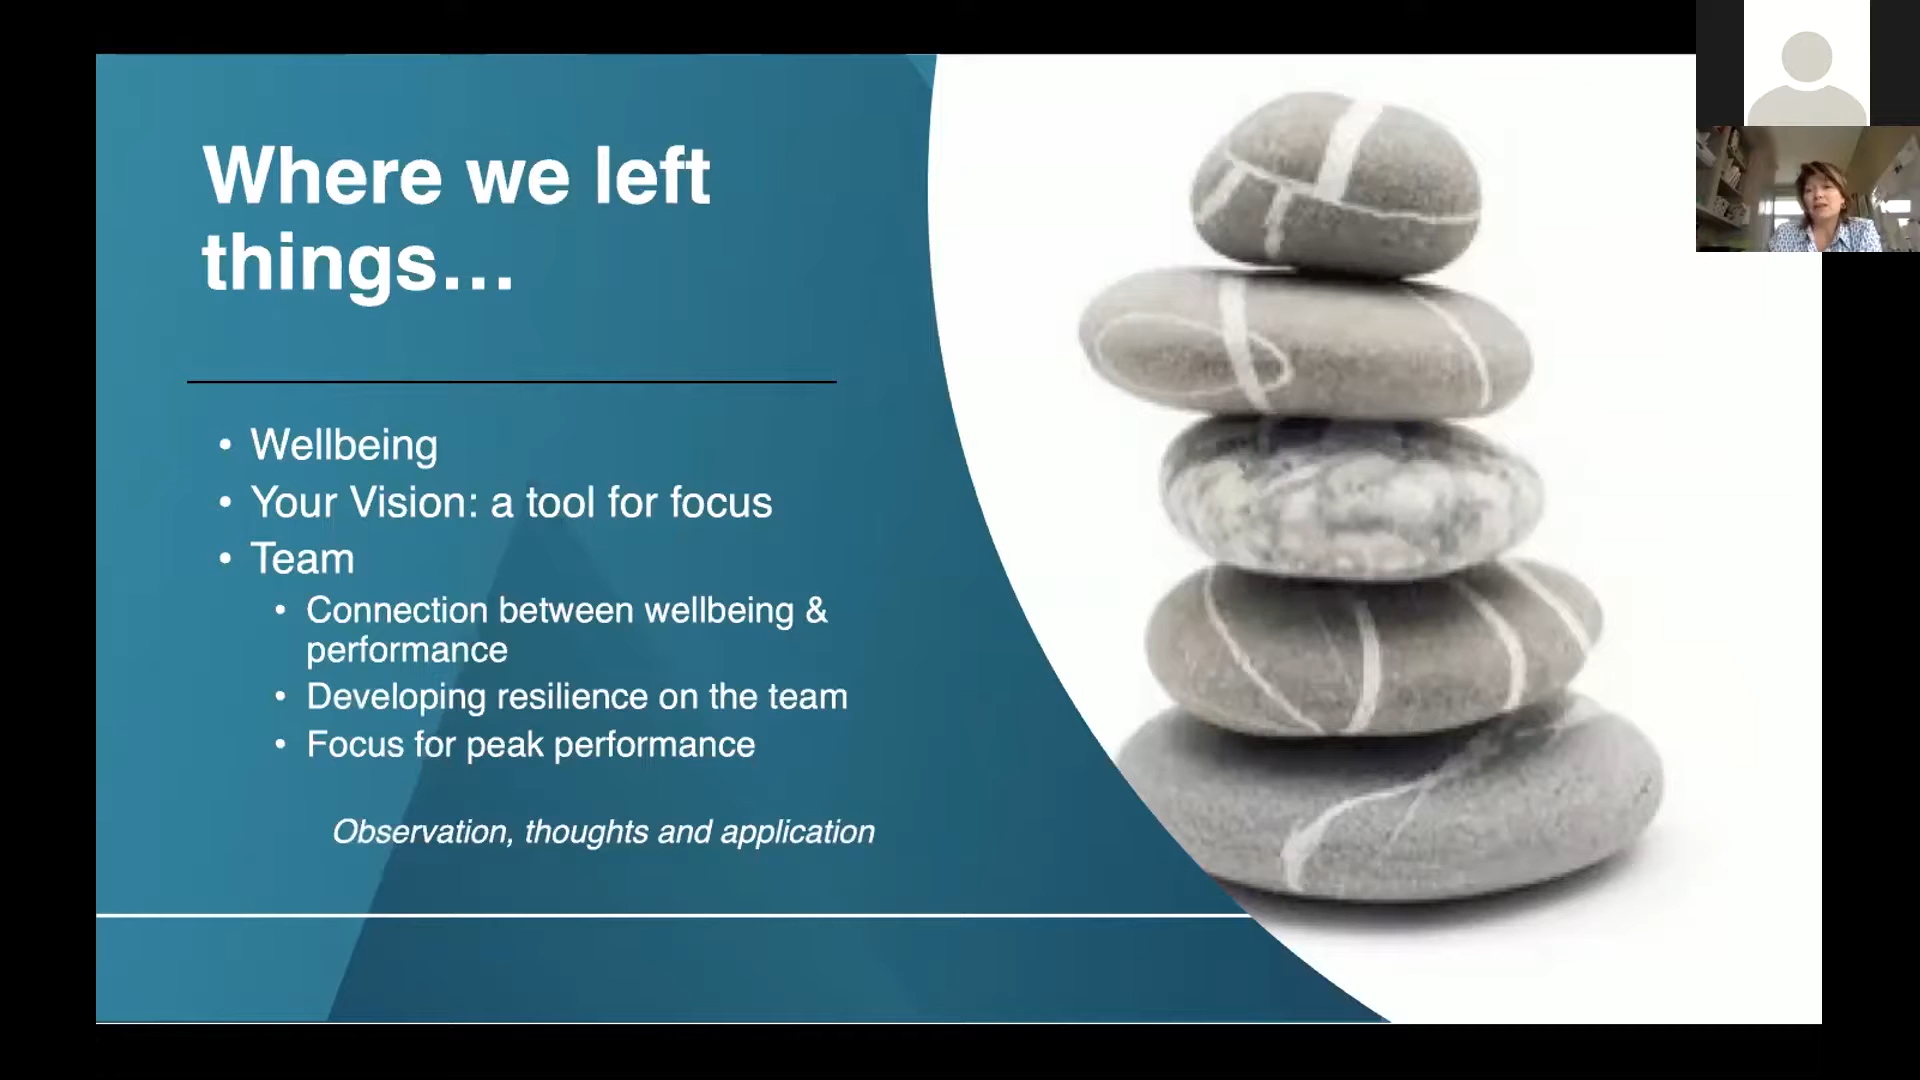 Where we left
things…
• Wellbeing
• Your Vision: a tool for focus
• Team
• Connection between wellbeing &
performance
• Developing resilience on the team
• Focus for peak performance
Observation, thoughts and application